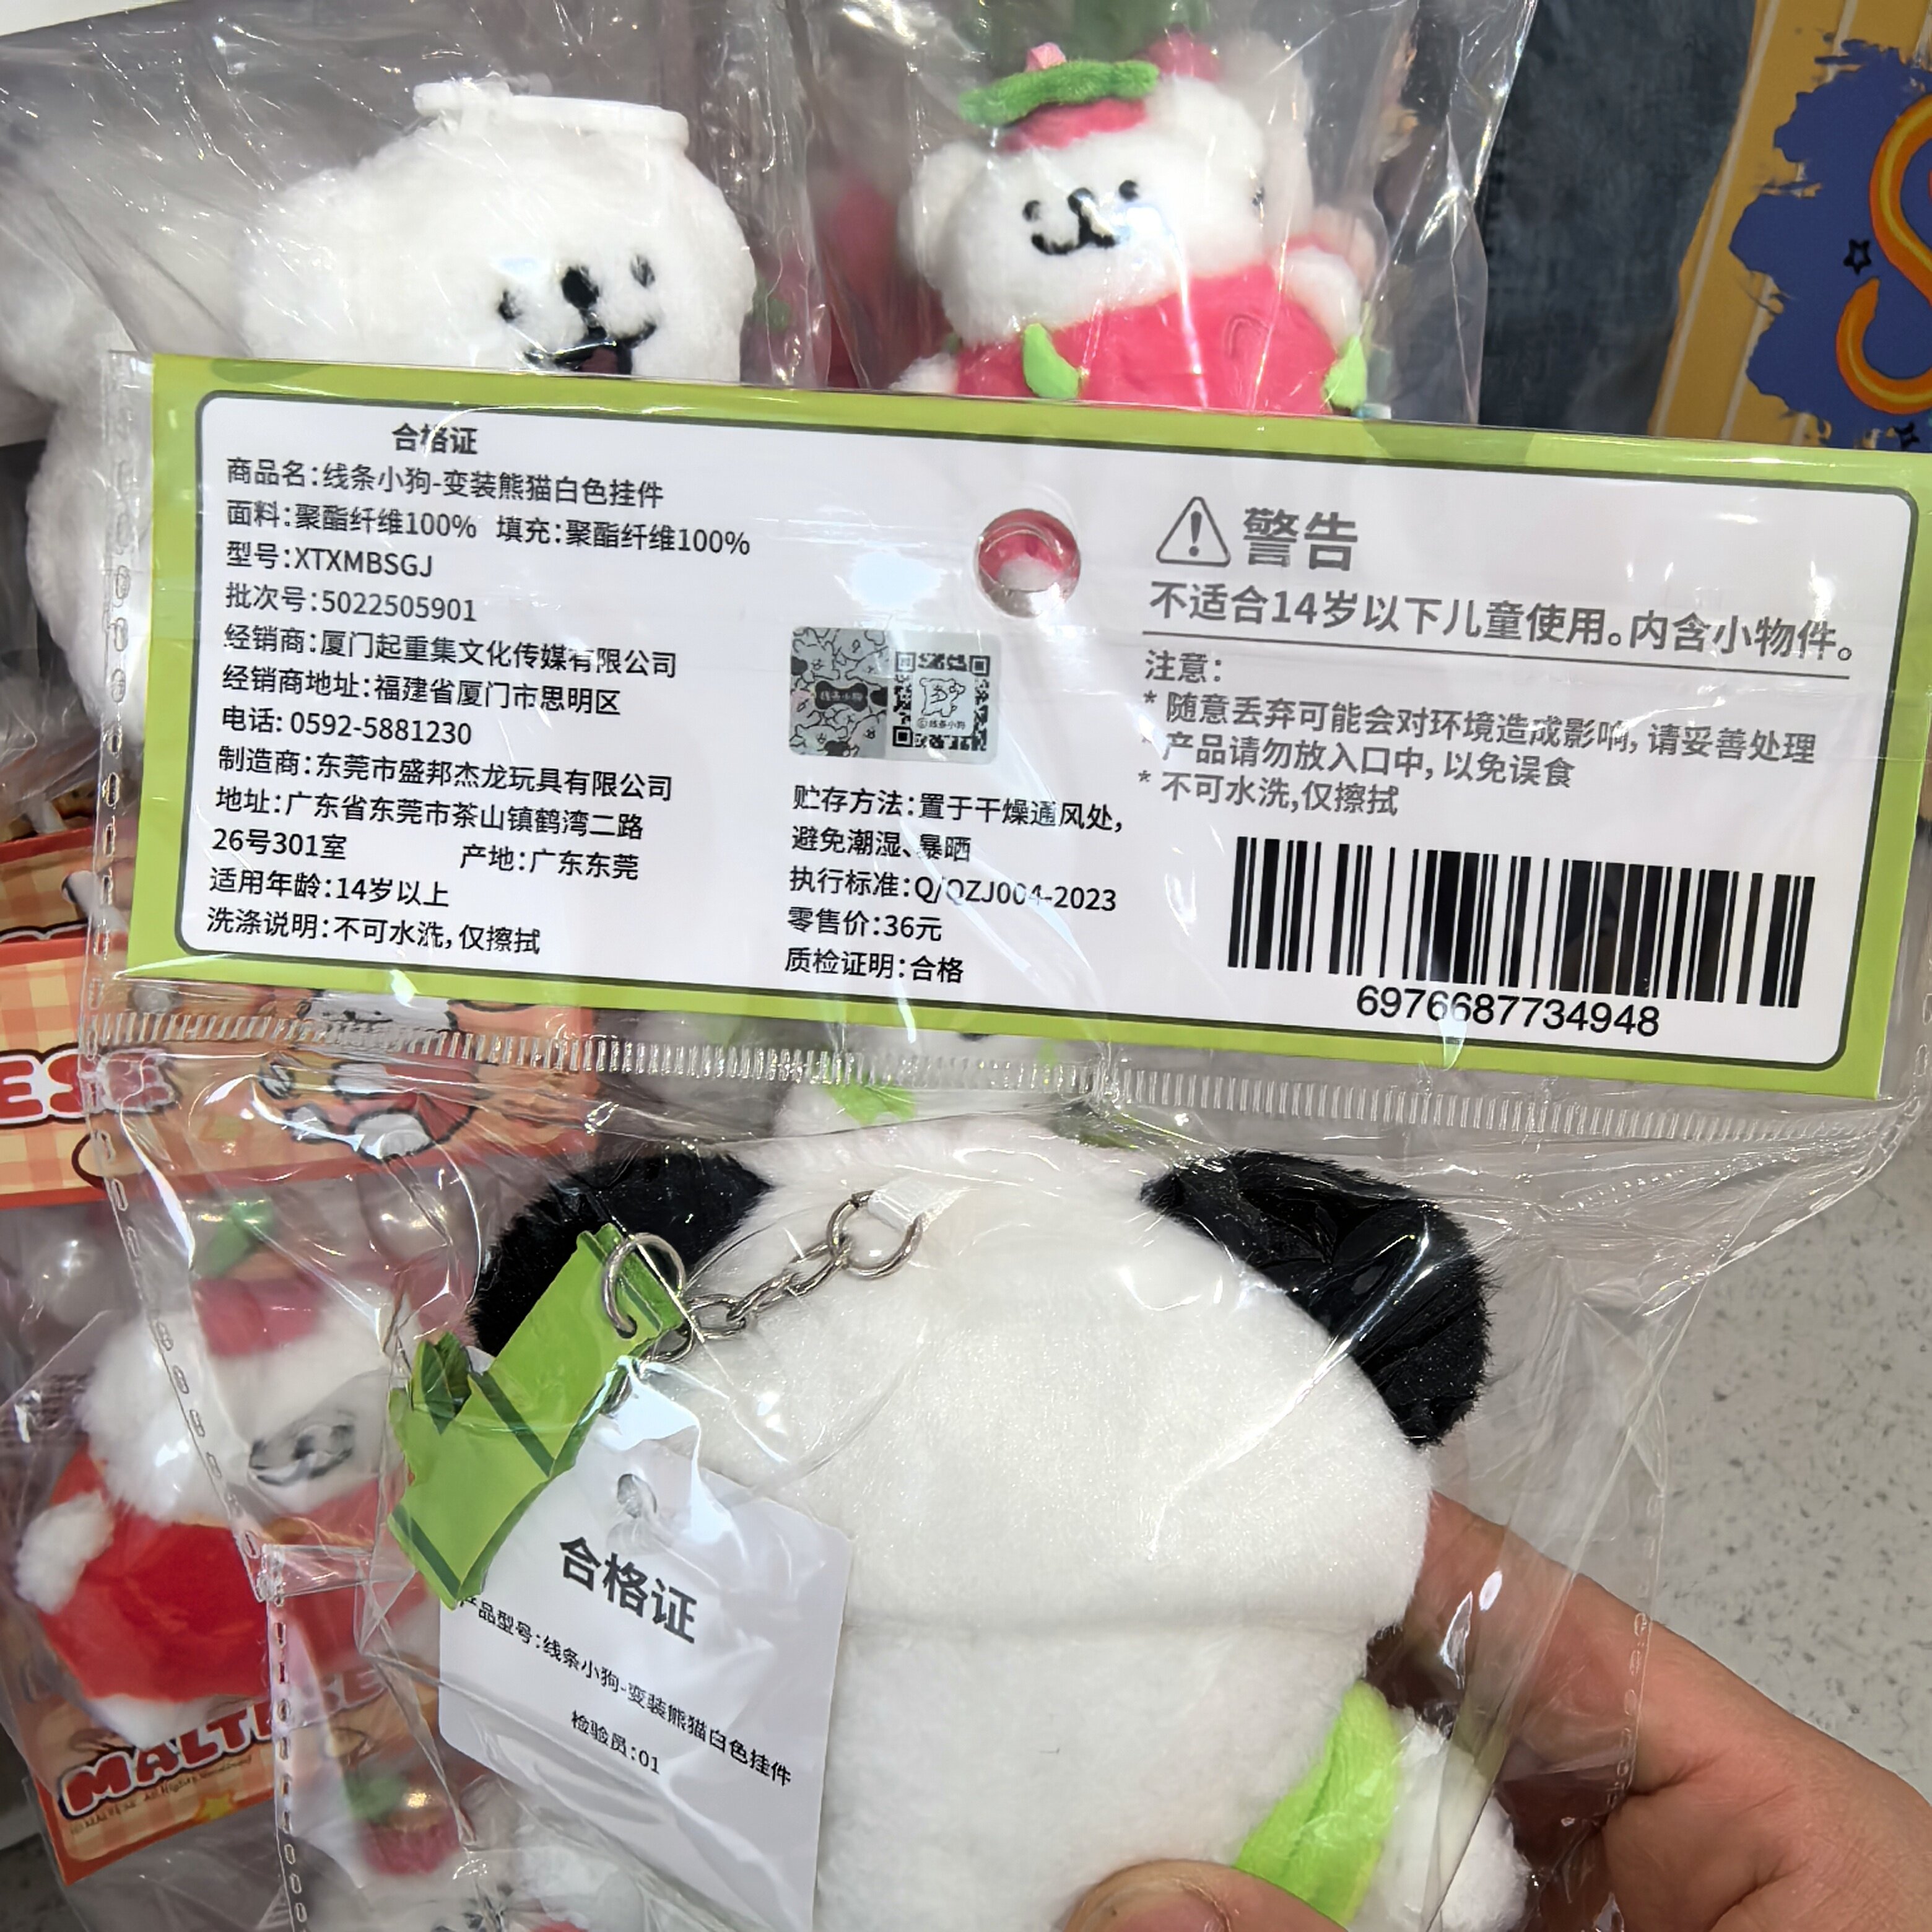 合格证
商品名:线条小狗-变装熊猫白色挂件
面料:聚酯纤维100% 填充:聚酯纤维100%
型号:XTXMBSGJ
批次号:5022505901
经销商:厦门起重集文化传媒有限公司
经销商地址:福建省厦门市思明区
电话: 0592-5881230
制造商:东莞市盛邦杰龙玩具有限公司
地址:广东省东莞市茶山镇鹤湾二路
26号301室 产地:广东东莞
适用年龄:14岁以上
洗涤说明:不可水洗,仅擦拭
线条小狗
©线条小狗
贮存方法:置于干燥通风处,
避免潮湿、暴晒
执行标准:Q/QZJ004-2023
零售价:36元
质检证明:合格
警告
不适合14岁以下儿童使用。内含小物件。
注意:
* 随意丢弃可能会对环境造成影响, 请妥善处理
* 产品请勿放入口中, 以免误食
* 不可水洗,仅擦拭
6976687734948
合格证
产品型号:线条小狗-变装熊猫白色挂件
检验员:01